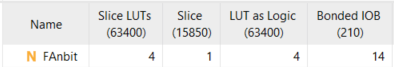 Name Slice LUTs Slice LUT as Logic Bonded IOB
(63400) (15850) (63400) (210)
N FAnbit 4 1 4 14